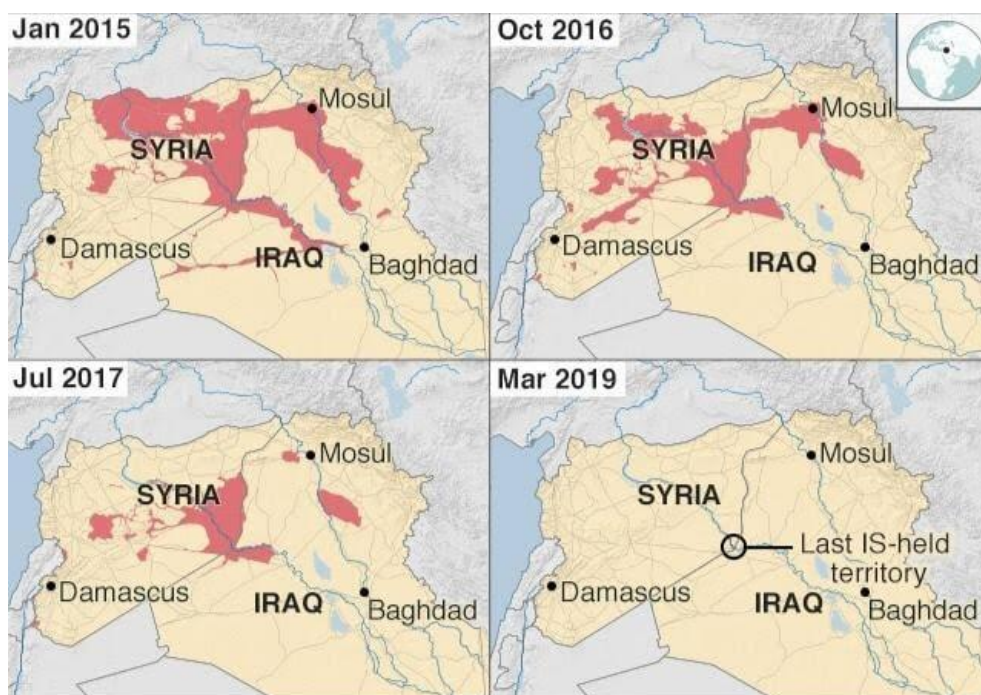 Jan 2015
Mosul
SYRIA
Damascus
IRAQ
Baghdad
Oct 2016
Mosul
SYRIA
Damascus
IRAQ
Baghdad
Jul 2017
Mosul
SYRIA
Damascus
IRAQ
Baghdad
Mar 2019
Mosul
SYRIA
Last IS-held
territory
Damascus
IRAQ
Baghdad